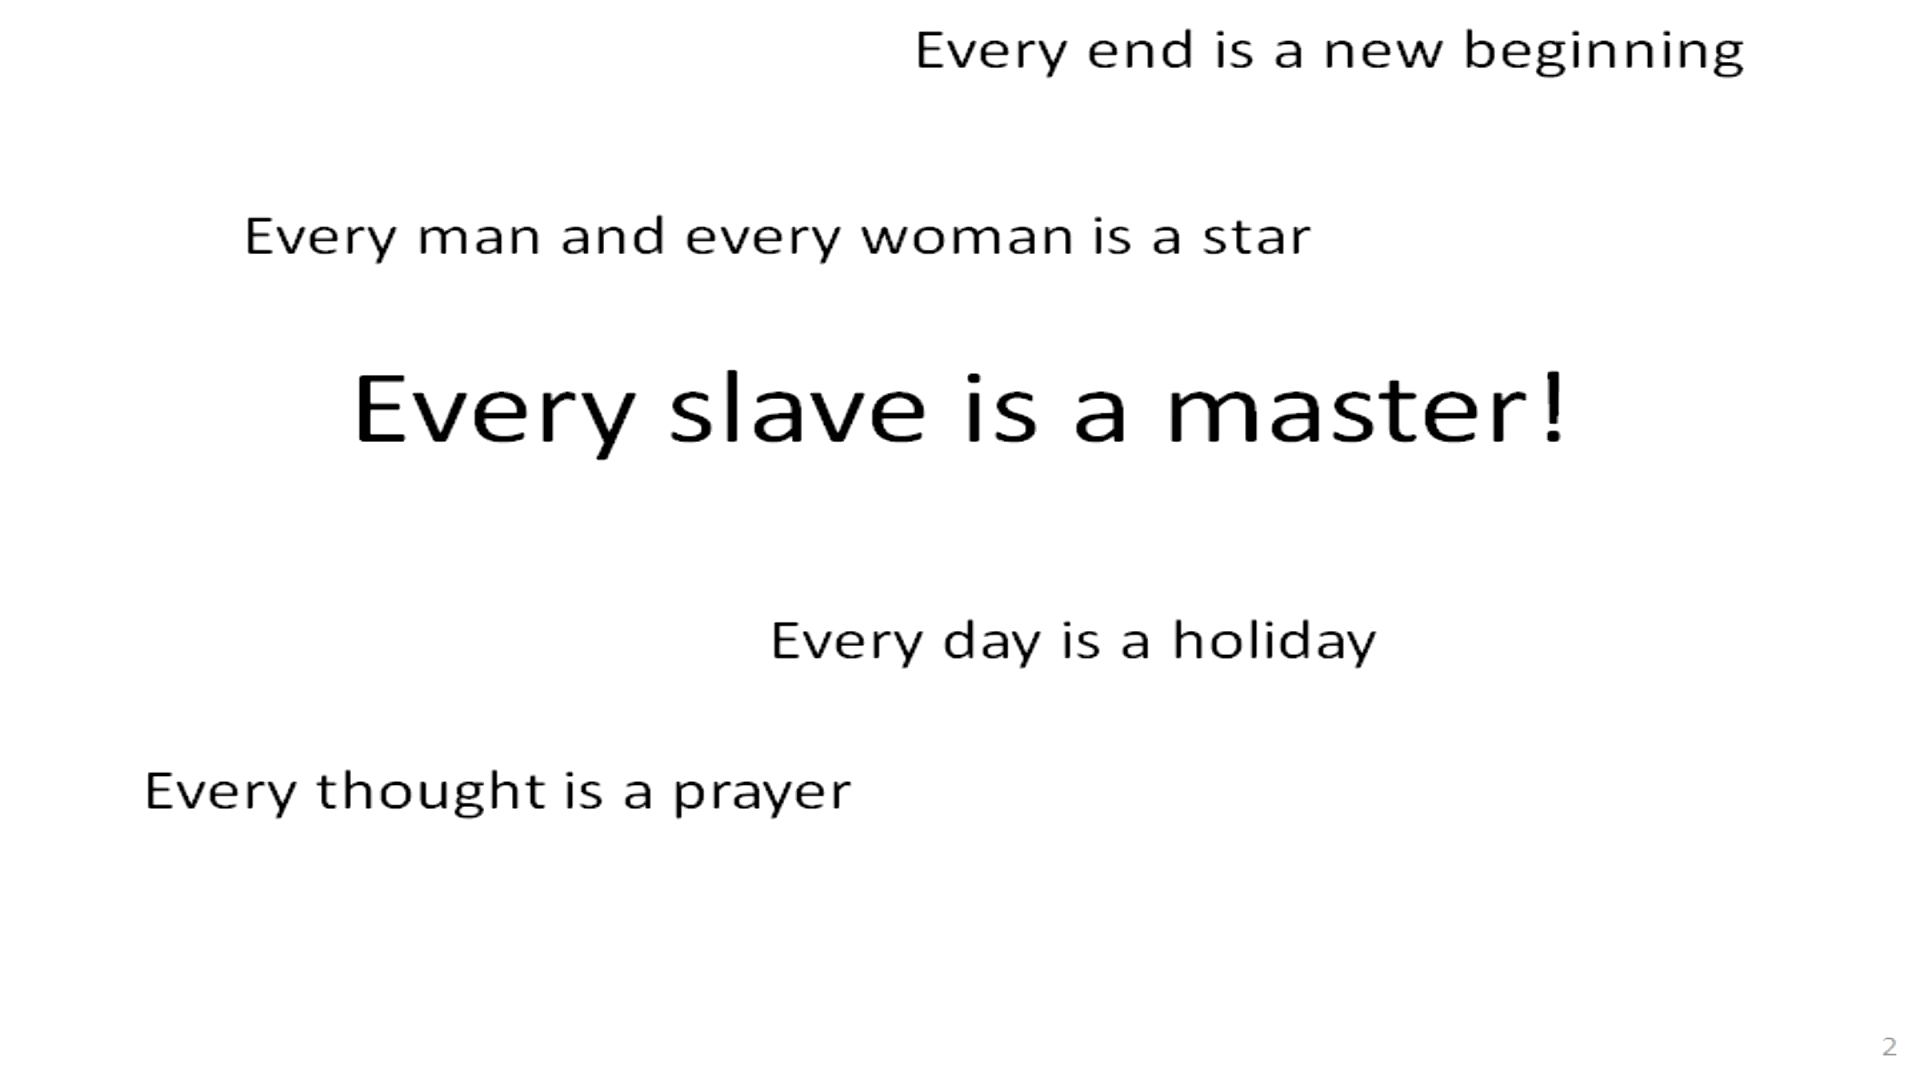 Every end is a new beginning
Every man and every woman is a star
Every slave is a master!
Every day is a holiday
Every thought is a prayer
2